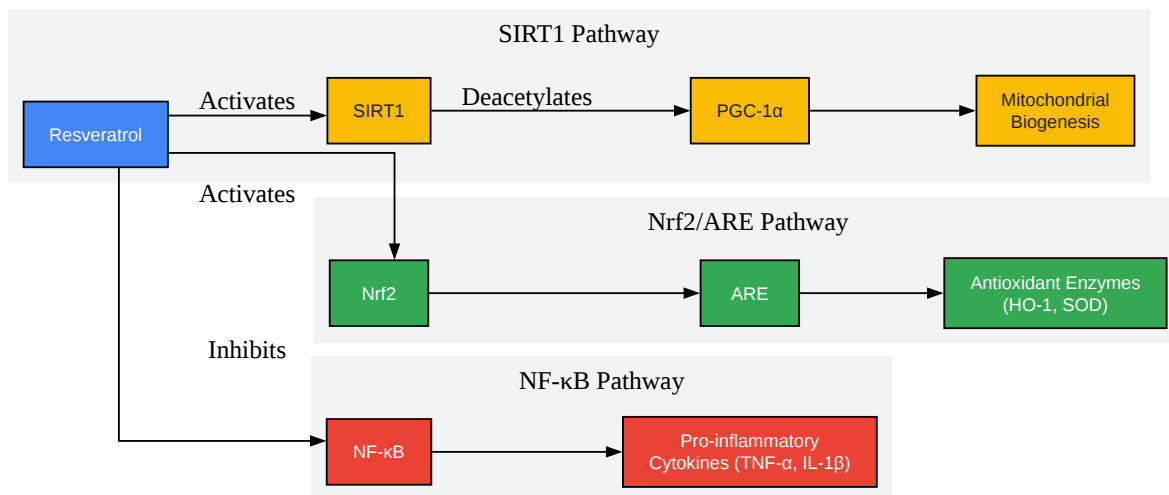 SIRT1 Pathway
Resveratrol
Activates
SIRT1
Deacetylates
PGC-1α
Mitochondrial
Biogenesis
Activates
Nrf2/ARE Pathway
Nrf2
ARE
Antioxidant Enzymes
(HO-1, SOD)
Inhibits
NF-κB Pathway
NF-κB
Pro-inflammatory
Cytokines (TNF-α, IL-1β)